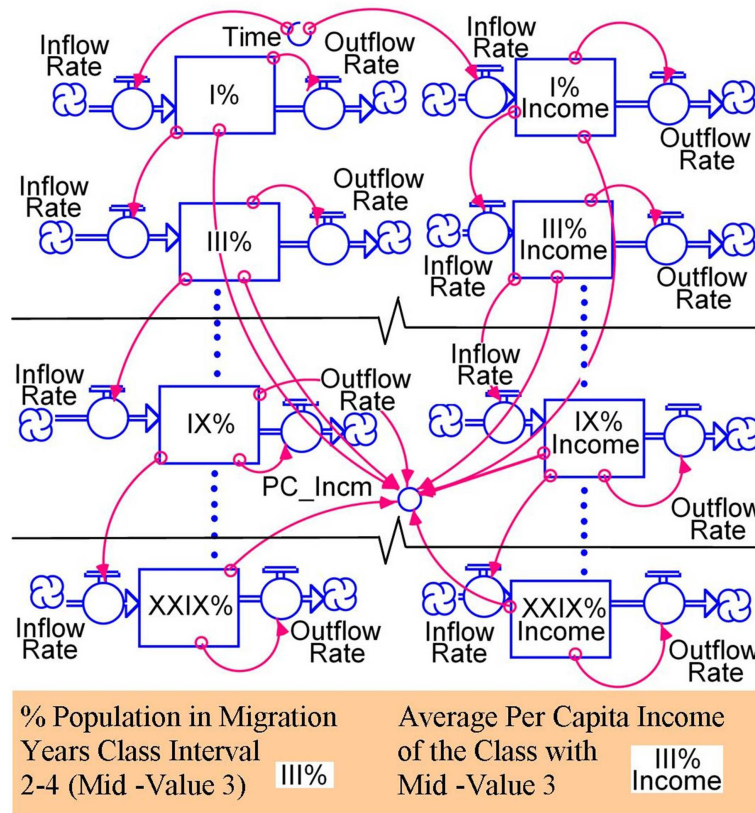 Inflow
Rate
Time
Outflow
Rate
Inflow
Rate
I%
I%
Income
Outflow
Rate
Inflow
Rate
Outflow
Rate
III%
III%
Income
Inflow
Rate
Outflow
Rate
Inflow
Rate
Outflow
Rate
Inflow
Rate
IX%
IX%
Income
PC_Incm
Outflow
Rate
XXIX%
XXIX%
Income
Inflow
Rate
Outflow
Rate
Inflow
Rate
Outflow
Rate
% Population in Migration
Years Class Interval
2-4 (Mid -Value 3)
III%
Average Per Capita Income
of the Class with
Mid -Value 3
III%
Income